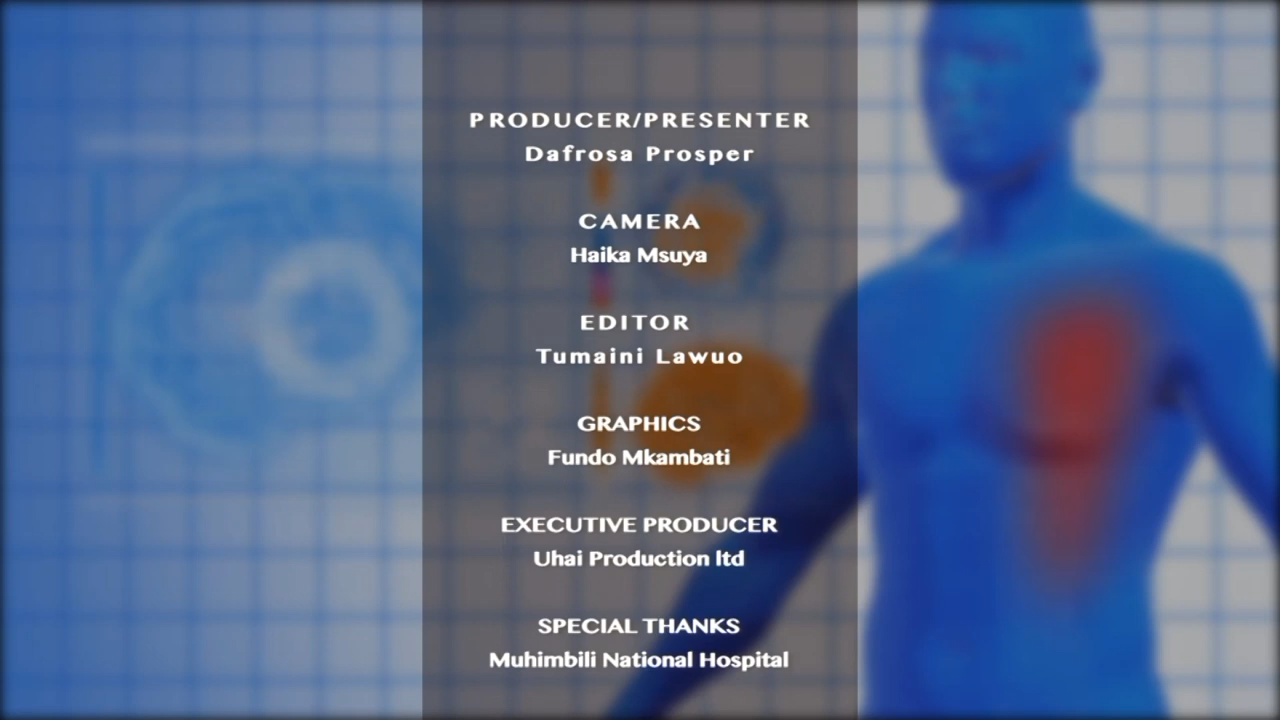 PRODUCER/PRESENTER
Dafrosa Prosper
CAMERA
Haika Msuya
EDITOR
Tumaini Lawuo
GRAPHICS
Fundo Mkambati
EXECUTIVE PRODUCER
Uhai Production ltd
SPECIAL THANKS
Muhimbili National Hospital